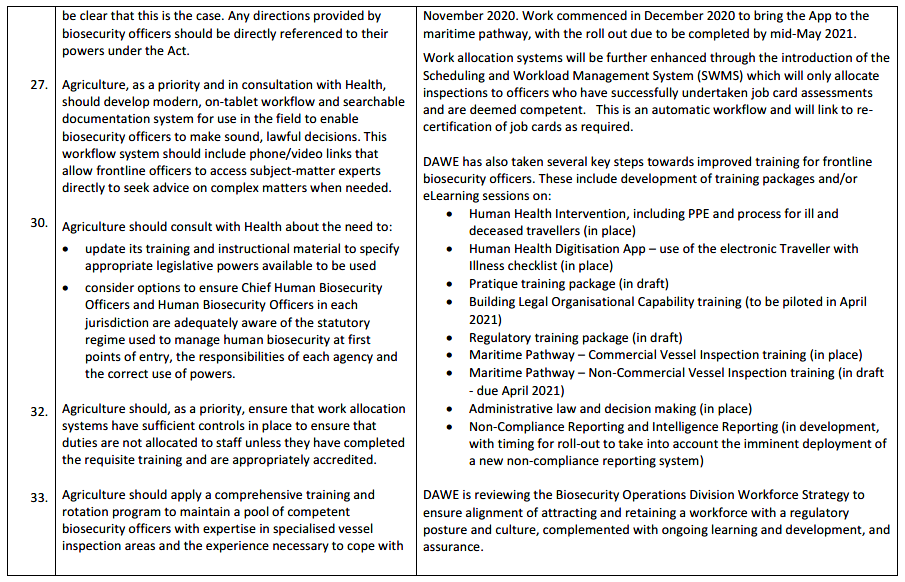 be clear that this is the case. Any directions provided by
biosecurity officers should be directly referenced to their
powers under the Act.
27.
Agriculture, as a priority and in consultation with Health,
should develop modern, on-tablet workflow and searchable
documentation system for use in the field to enable
biosecurity officers to make sound, lawful decisions. This
workflow system should include phone/video links that
allow frontline officers to access subject-matter experts
directly to seek advice on complex matters when needed.
30.
Agriculture should consult with Health about the need to:
• update its training and instructional material to specify
appropriate legislative powers available to be used
• consider options to ensure Chief Human Biosecurity
Officers and Human Biosecurity Officers in each
jurisdiction are adequately aware of the statutory
regime used to manage human biosecurity at first
points of entry, the responsibilities of each agency and
the correct use of powers.
32.
Agriculture should, as a priority, ensure that work allocation
systems have sufficient controls in place to ensure that
duties are not allocated to staff unless they have completed
the requisite training and are appropriately accredited.
33.
Agriculture should apply a comprehensive training and
rotation program to maintain a pool of competent
biosecurity officers with expertise in specialised vessel
inspection areas and the experience necessary to cope with
November 2020. Work commenced in December 2020 to bring the App to the
maritime pathway, with the roll out due to be completed by mid-May 2021.
Work allocation systems will be further enhanced through the introduction of the
Scheduling and Workload Management System (SWMS) which will only allocate
inspections to officers who have successfully undertaken job card assessments
and are deemed competent. This is an automatic workflow and will link to re-
certification of job cards as required.
DAWE has also taken several key steps towards improved training for frontline
biosecurity officers. These include development of training packages and/or
eLearning sessions on:
• Human Health Intervention, including PPE and process for ill and
deceased travellers (in place)
• Human Health Digitisation App – use of the electronic Traveller with
Illness checklist (in place)
• Pratique training package (in draft)
• Building Legal Organisational Capability training (to be piloted in April
2021)
• Regulatory training package (in draft)
• Maritime Pathway – Commercial Vessel Inspection training (in place)
• Maritime Pathway – Non-Commercial Vessel Inspection training (in draft
- due April 2021)
• Administrative law and decision making (in place)
• Non-Compliance Reporting and Intelligence Reporting (in development,
with timing for roll-out to take into account the imminent deployment of
a new non-compliance reporting system)
DAWE is reviewing the Biosecurity Operations Division Workforce Strategy to
ensure alignment of attracting and retaining a workforce with a regulatory
posture and culture, complemented with ongoing learning and development, and
assurance.